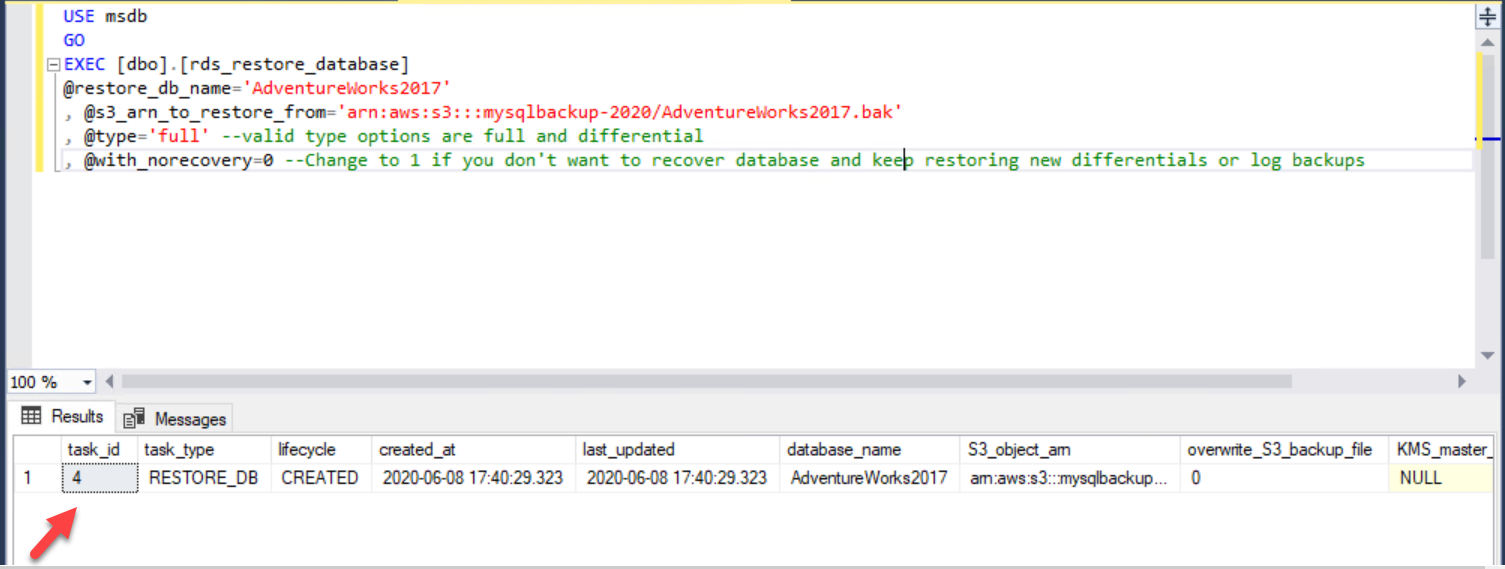 USE msdb
GO
EXEC [dbo].[rds_restore_database]
@restore_db_name='AdventureWorks2017'
, @s3_arn_to_restore_from='arn:aws:s3:::mysqlbackup-2020/AdventureWorks2017.bak'
, @type='full' --valid type options are full and differential
, @with_norecovery=0 --Change to 1 if you don't want to recover database and keep restoring new differentials or log backups
100 %
Results Messages
task_id task_type lifecycle created_at last_updated database_name S3_object_arn overwrite_S3_backup_file KMS_master_
1 4 RESTORE_DB CREATED 2020-06-08 17:40:29.323 2020-06-08 17:40:29.323 AdventureWorks2017 arn:aws:s3:::mysqlbackup... 0 NULL